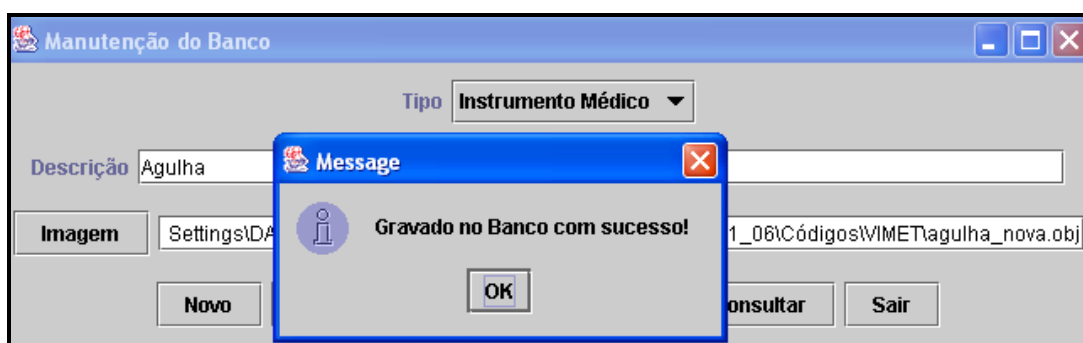 Manutenção do Banco
Tipo Instrumento Médico
Descrição Agulha
Message
Gravado no Banco com sucesso!
Imagem Settings\DA 1_06\Códigos\VIMET\agulha_nova.obj
OK
Novo onsultar Sair